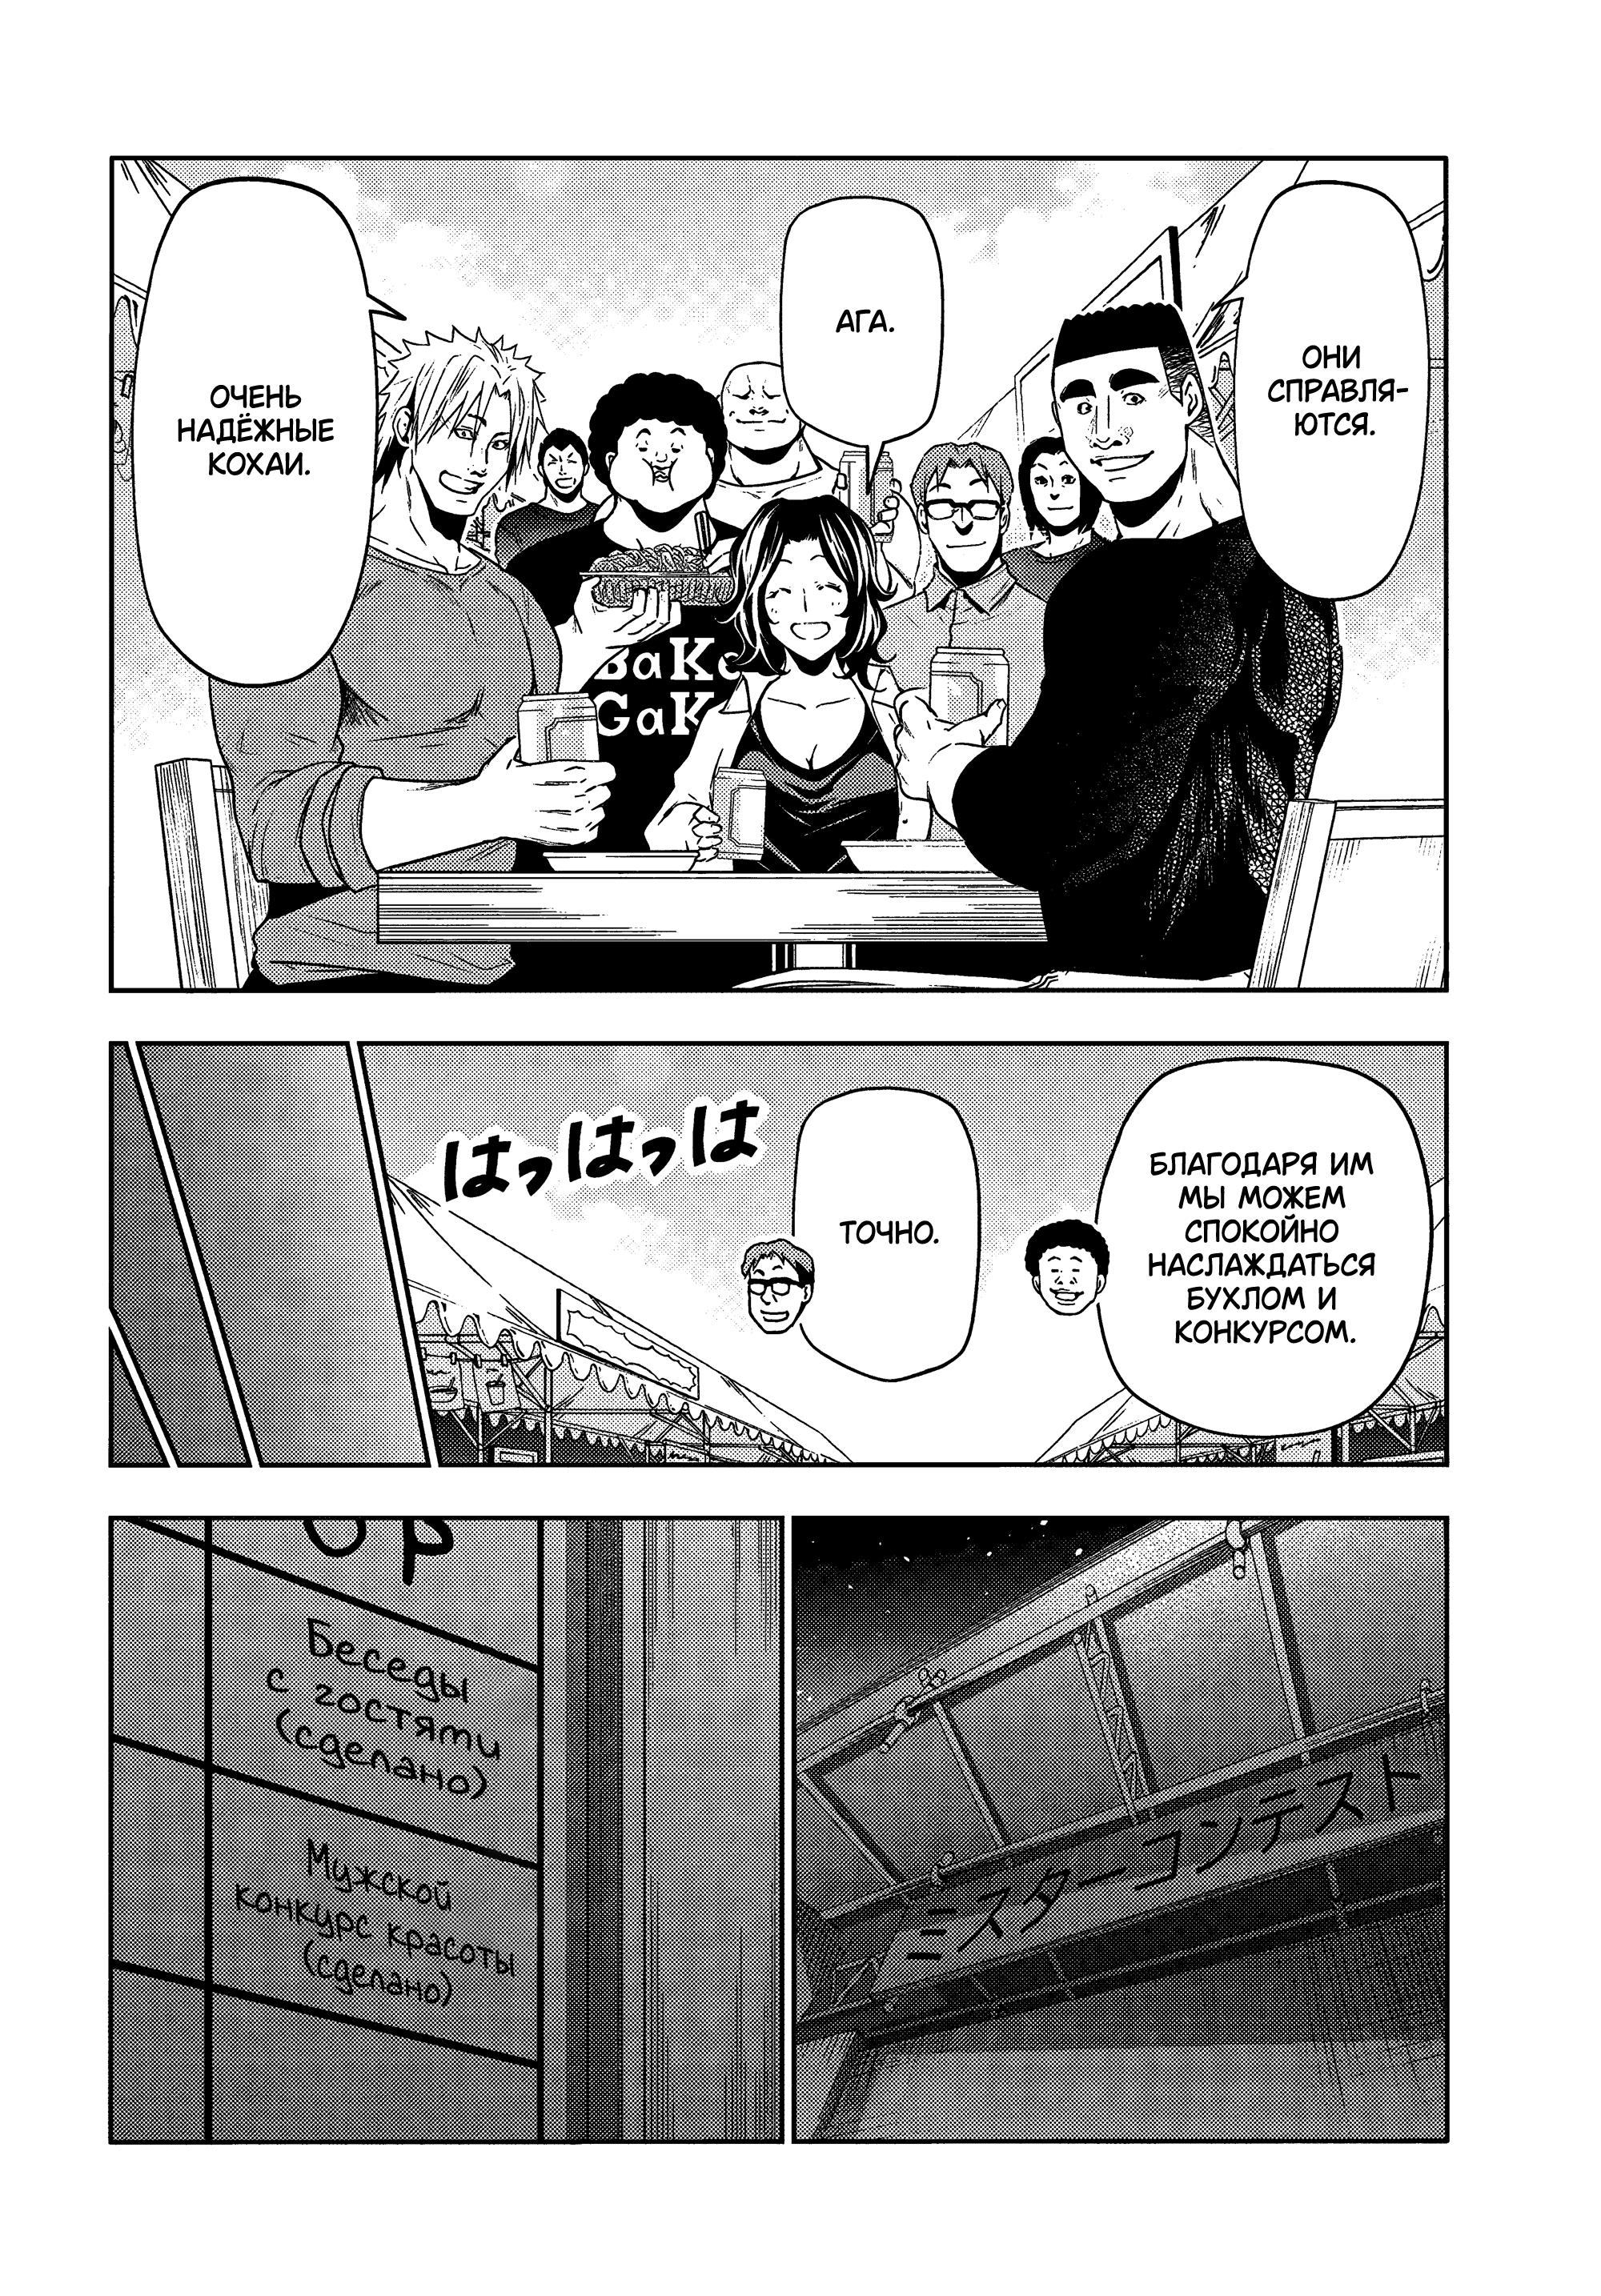 ОНИ
СПРАВЛЯ-
ЮТСЯ.
АГА.
ОЧЕНЬ
НАДЁЖНЫЕ
КОХАИ.
BaKa
GaK
БЛАГОДАРЯ ИМ
МЫ МОЖЕМ
СПОКОЙНО
НАСЛАЖДАТЬСЯ
БУХЛОМ И
КОНКУРСОМ.
ТОЧНО.
はっはっは
ミスターコンテスト
Беседы
с гостями
(сделано)
Мужской
конкурс красоты
(сделано)